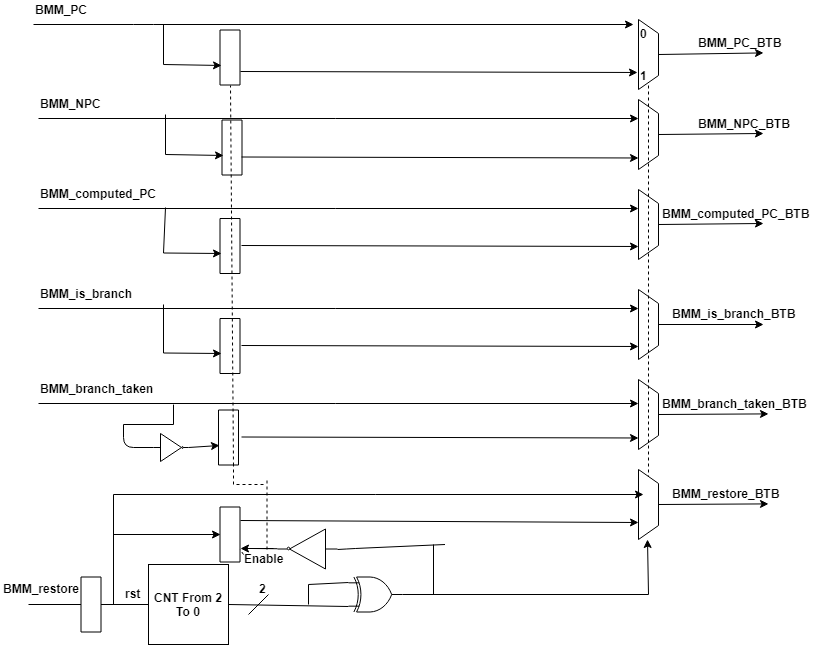 BMM_PC
0
BMM_PC_BTB
1
BMM_NPC
BMM_NPC_BTB
BMM_computed_PC
BMM_computed_PC_BTB
BMM_is_branch
BMM_is_branch_BTB
BMM_branch_taken
BMM_branch_taken_BTB
BMM_restore_BTB
Enable
BMM_restore
rst
CNT From 2
To 0
2